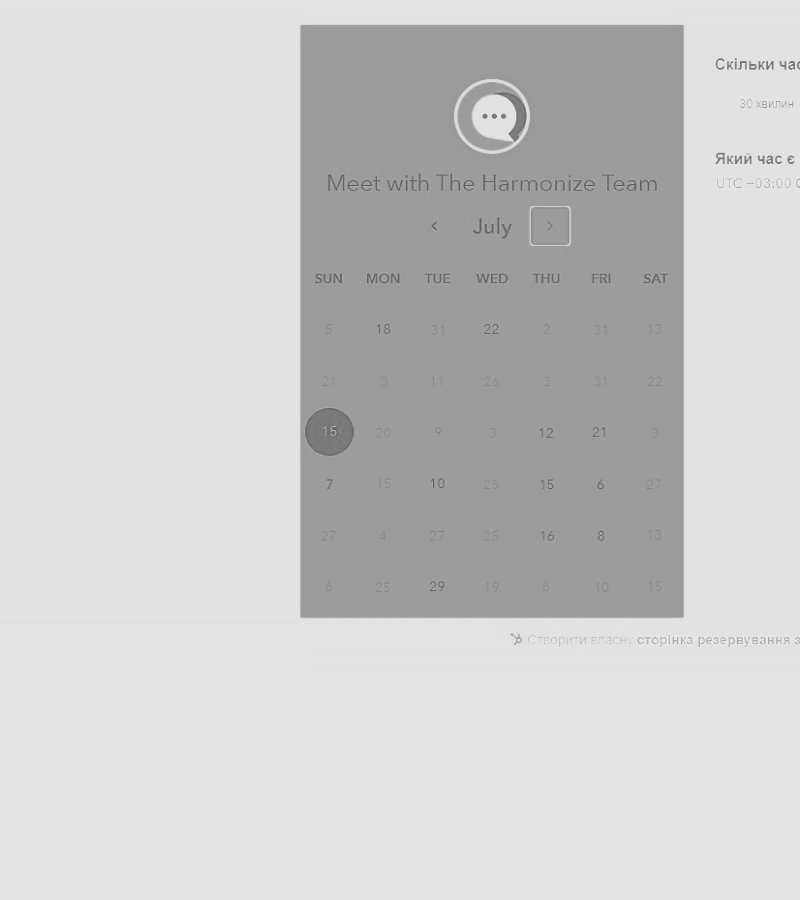 Meet with The Harmonize Team
July
SUN MON TUE WED THU FRI SAT
5 18 31 22 2 31 13
21 3 11 26 3 31 22
15 20 9 3 12 21 3
7 15 10 25 15 6 27
27 4 27 25 16 8 13
6 25 29 19 8 10 15
Скільки час
30 хвилин
Який час є
UTC +03:00
Створити власну сторінка резервування з